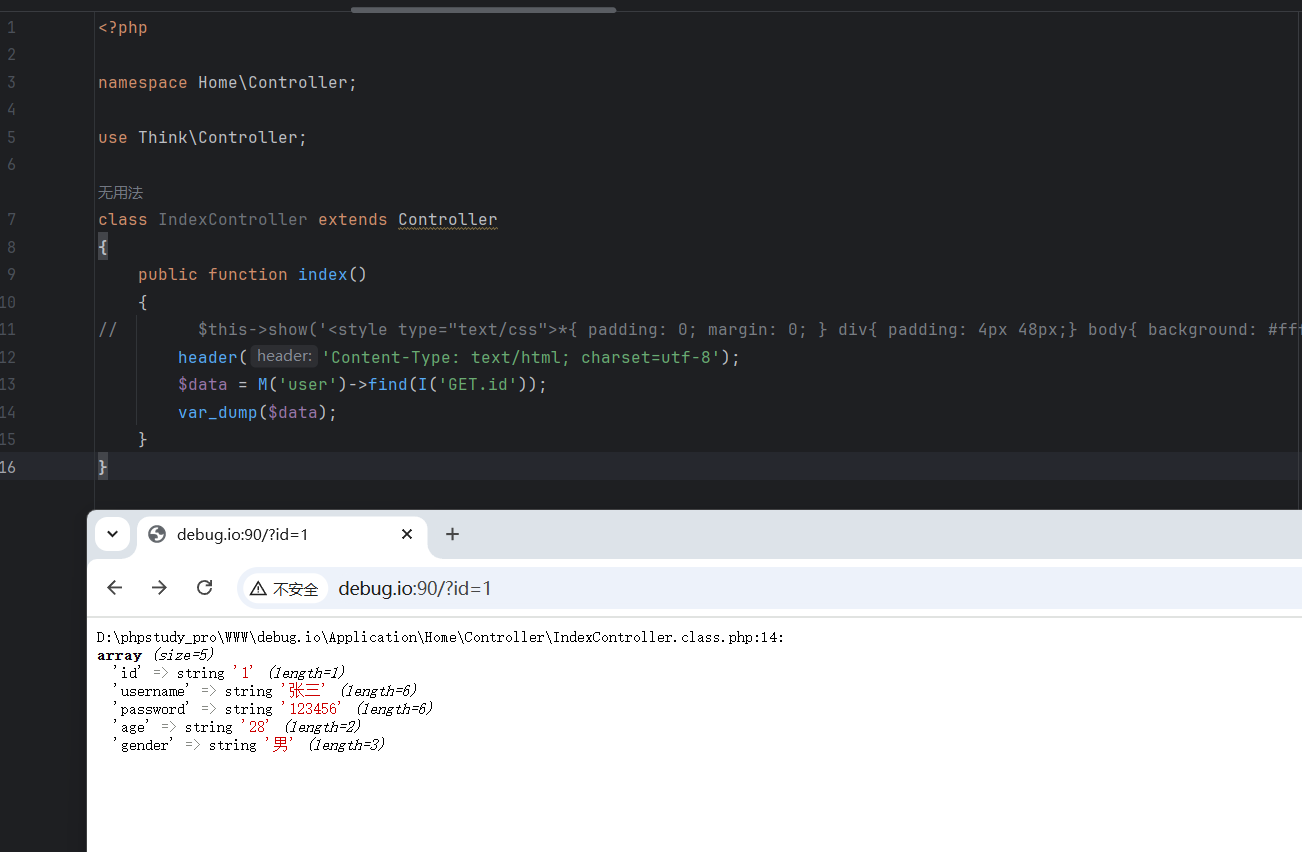 1 <?php
2
3 namespace Home\Controller;
4
5 use Think\Controller;
6
无用法
7 class IndexController extends Controller
8 {
9 public function index()
10 {
11 // $this->show('<style type="text/css">*{ padding: 0; margin: 0; } div{ padding: 4px 48px;} body{ background: #fff
12 header( header: 'Content-Type: text/html; charset=utf-8');
13 $data = M('user')->find(I('GET.id'));
14 var_dump($data);
15 }
16 }
debug.io:90/?id=1
不安全 debug.io:90/?id=1
D:\phpstudy_pro\WWW\debug.io\Application\Home\Controller\IndexController.class.php:14:
array (size=5)
'id' => string '1' (length=1)
'username' => string '张三' (length=6)
'password' => string '123456' (length=6)
'age' => string '28' (length=2)
'gender' => string '男' (length=3)